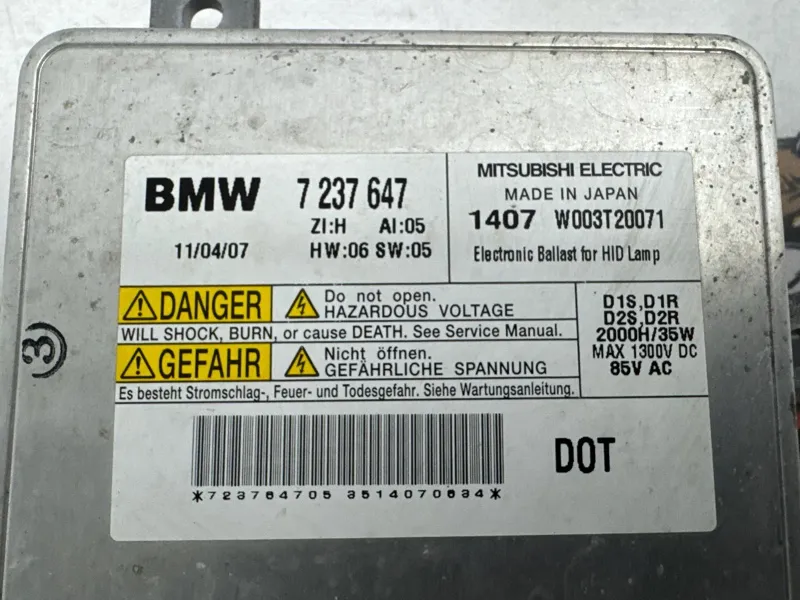 BMW 7 237 647
ZI:H AI:05
11/04/07 HW:06 SW:05
MITSUBISHI ELECTRIC
MADE IN JAPAN
1407 W003T20071
Electronic Ballast for HID Lamp
DANGER Do not open.
HAZARDOUS VOLTAGE
WILL SHOCK, BURN, or cause DEATH. See Service Manual.
GEFAHR Nicht öffnen.
GEFÄHRLICHE SPANNUNG
Es besteht Stromschlag-, Feuer- und Todesgefahr. Siehe Wartungsanleitung.
D1S,D1R
D2S,D2R
2000H/35W
MAX 1300V DC
85V AC
3
*723764705 3514070634*
DOT